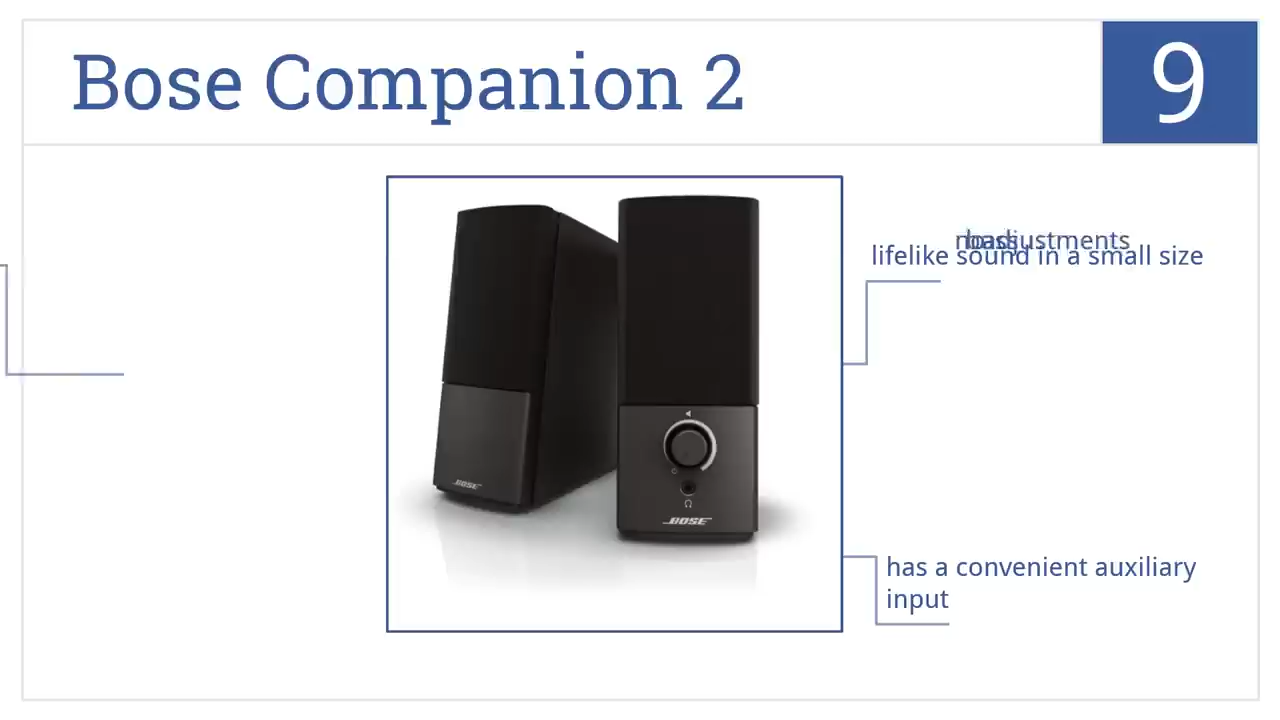 Bose Companion 2
9
lifelike sound in a small size
has a convenient auxiliary
input
BOSE
BOSE